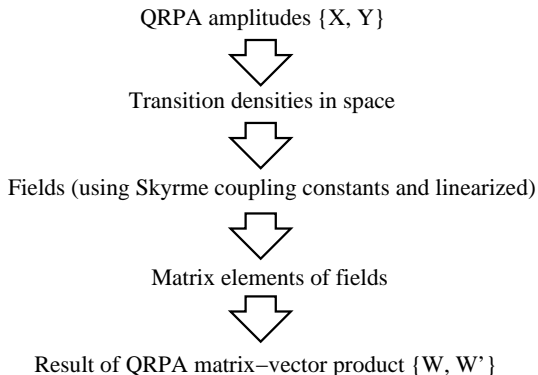 QRPA amplitudes {X, Y}
Transition densities in space
Fields (using Skyrme coupling constants and linearized)
Matrix elements of fields
Result of QRPA matrix−vector product {W, W'}